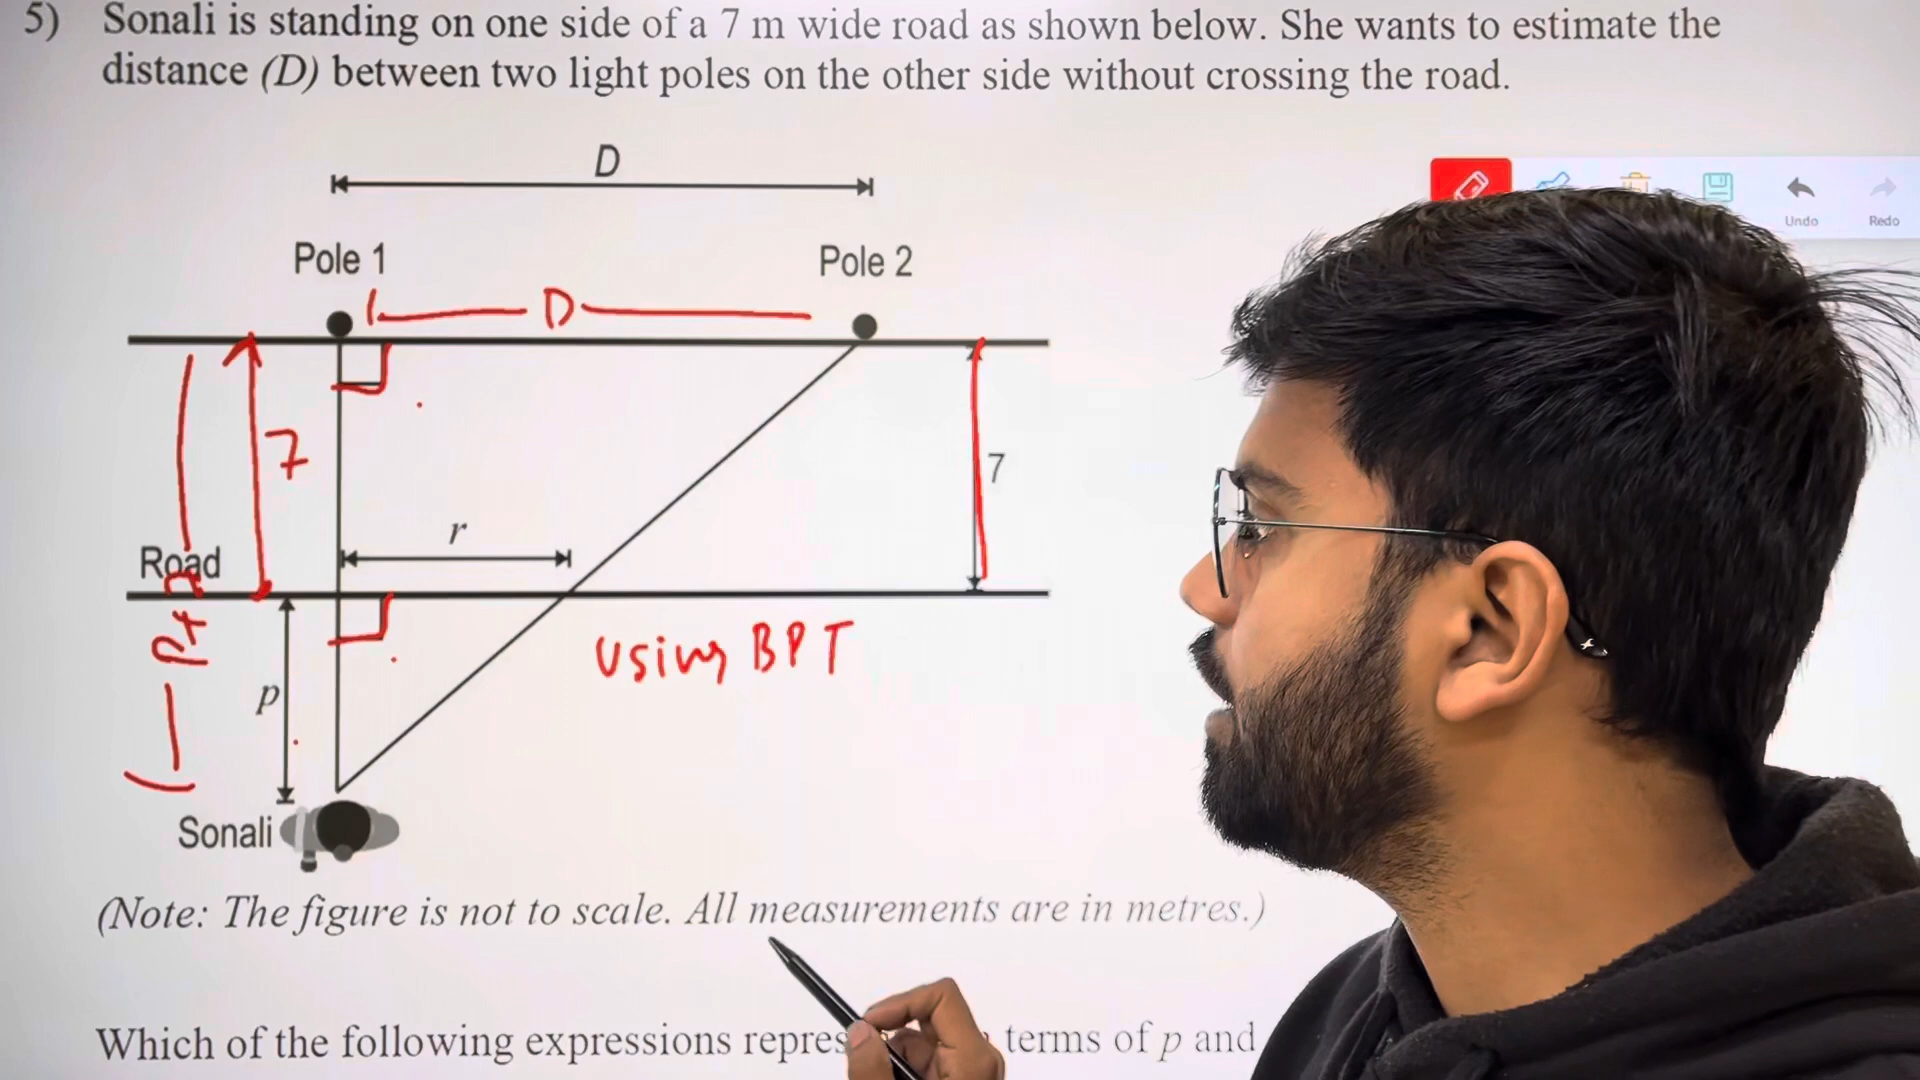 5) Sonali is standing on one side of a 7 m wide road as shown below. She wants to estimate the
distance (D) between two light poles on the other side without crossing the road.
D
Undo Redo
Pole 1 Pole 2
D
7
7
r
Road
p+7
using BPT
p
Sonali
(Note: The figure is not to scale. All measurements are in metres.)
Which of the following expressions terms of p and